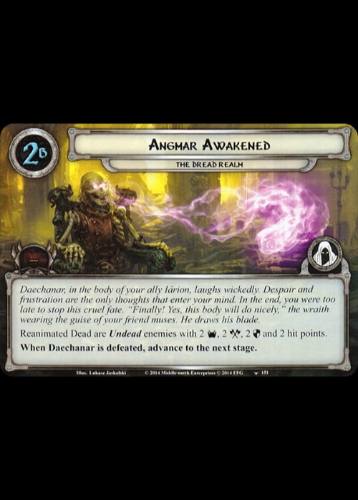 2B
ANGMAR AWAKENED
THE DREAD REALM
Daechanar, in the body of your ally Iârion, laughs wickedly. Despair and
frustration are the only thoughts that enter your mind. In the end, you were too
late to stop this cruel fate. "Finally! Yes, this body will do nicely," the wraith
wearing the guise of your friend muses. He draws his blade.
Reanimated Dead are Undead enemies with 2 , 2 , 2 and 2 hit points.
When Daechanar is defeated, advance to the next stage.
Illus. Lukasz Jaskolski © 2014 Middle-earth Enterprises © 2014 FFG 151